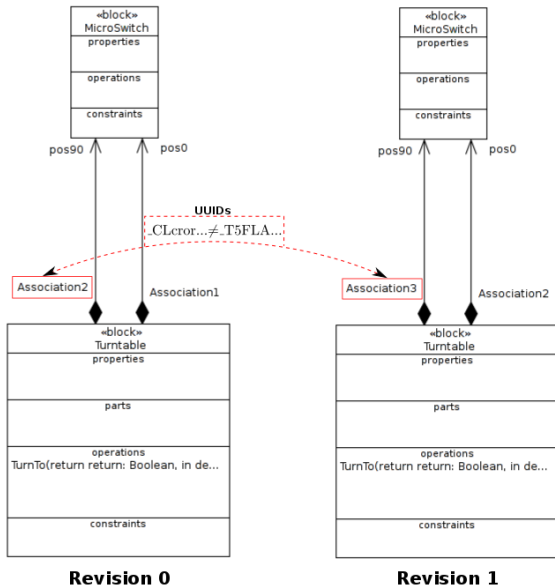 «block»
MicroSwitch
properties
operations
constraints
pos90
pos0
Association2
Association1
«block»
Turntable
properties
parts
operations
TurnTo(return return: Boolean, in de...
constraints
Revision 0
UUIDs
_CLcror...≠_T5FLA...
«block»
MicroSwitch
properties
operations
constraints
pos90
pos0
Association3
Association2
«block»
Turntable
properties
parts
operations
TurnTo(return return: Boolean, in de...
constraints
Revision 1